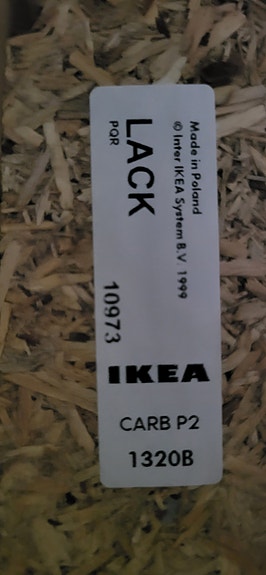 Made in Poland
© Inter IKEA System B.V. 1999
LACK
PQR
10973
IKEA
CARB P2
1320B